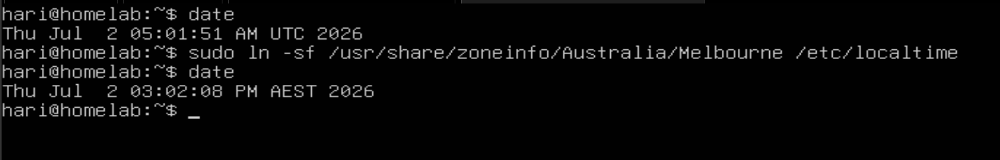 hari@homelab:~$ date
Thu Jul  2 05:01:51 AM UTC 2026
hari@homelab:~$ sudo ln -sf /usr/share/zoneinfo/Australia/Melbourne /etc/localtime
hari@homelab:~$ date
Thu Jul  2 03:02:08 PM AEST 2026
hari@homelab:~$ _